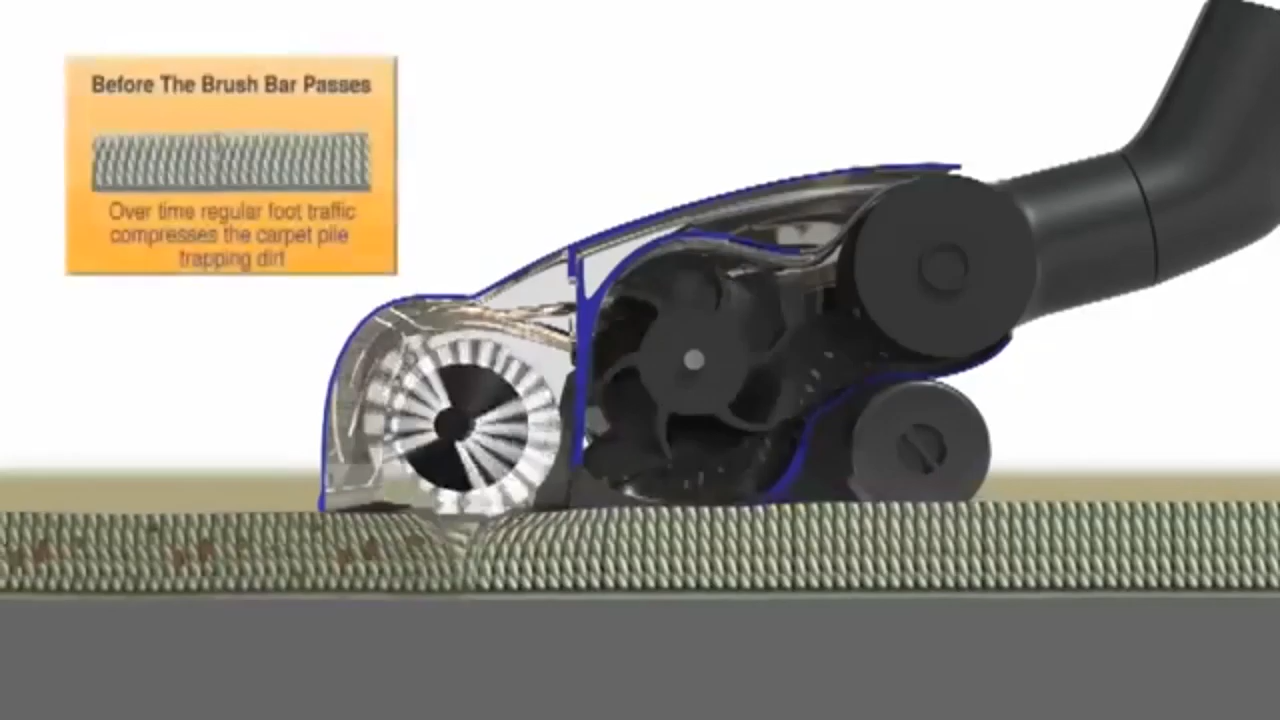 Before The Brush Bar Passes
Over time regular foot traffic
compresses the carpet pile
trapping dirt